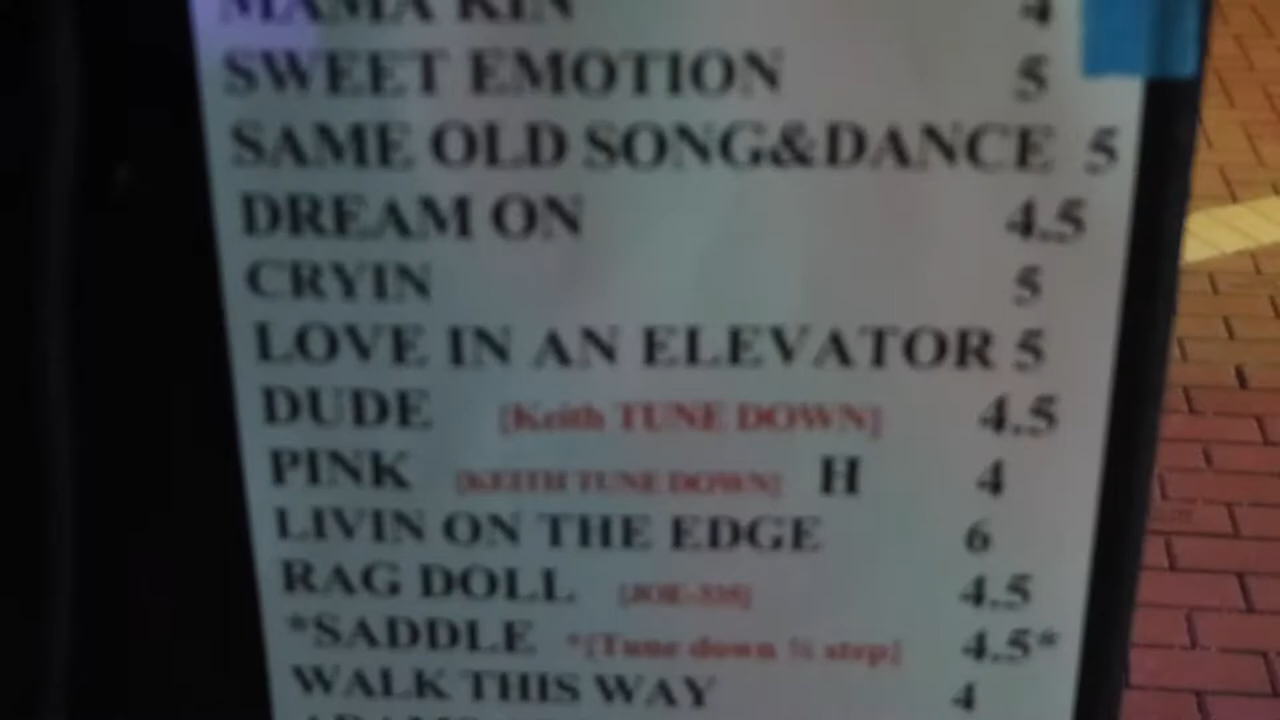 MAMA KIN 4
SWEET EMOTION 5
SAME OLD SONG&DANCE 5
DREAM ON 4.5
CRYIN 5
LOVE IN AN ELEVATOR 5
DUDE [Keith TUNE DOWN] 4.5
PINK [KEITH TUNE DOWN] H 4
LIVIN ON THE EDGE 6
RAG DOLL [JOE-335] 4.5
*SADDLE *[Tune down ½ step] 4.5*
WALK THIS WAY 4